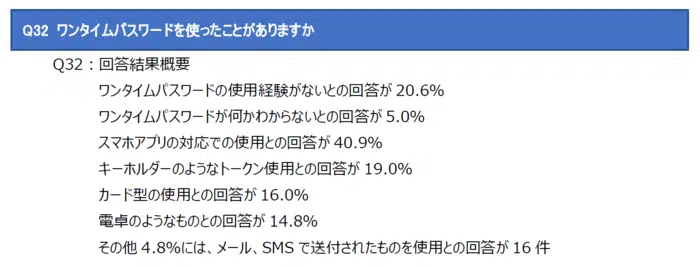 Q32 ワンタイムパスワードを使ったことがありますか
Q32：回答結果概要
ワンタイムパスワードの使用経験がないとの回答が 20.6%
ワンタイムパスワードが何かわからないとの回答が 5.0%
スマホアプリの対応での使用との回答が 40.9%
キーホルダーのようなトークン使用との回答が 19.0%
カード型の使用との回答が 16.0%
電卓のようなものとの回答が 14.8%
その他 4.8%には、メール、SMS で送付されたものを使用との回答が 16 件